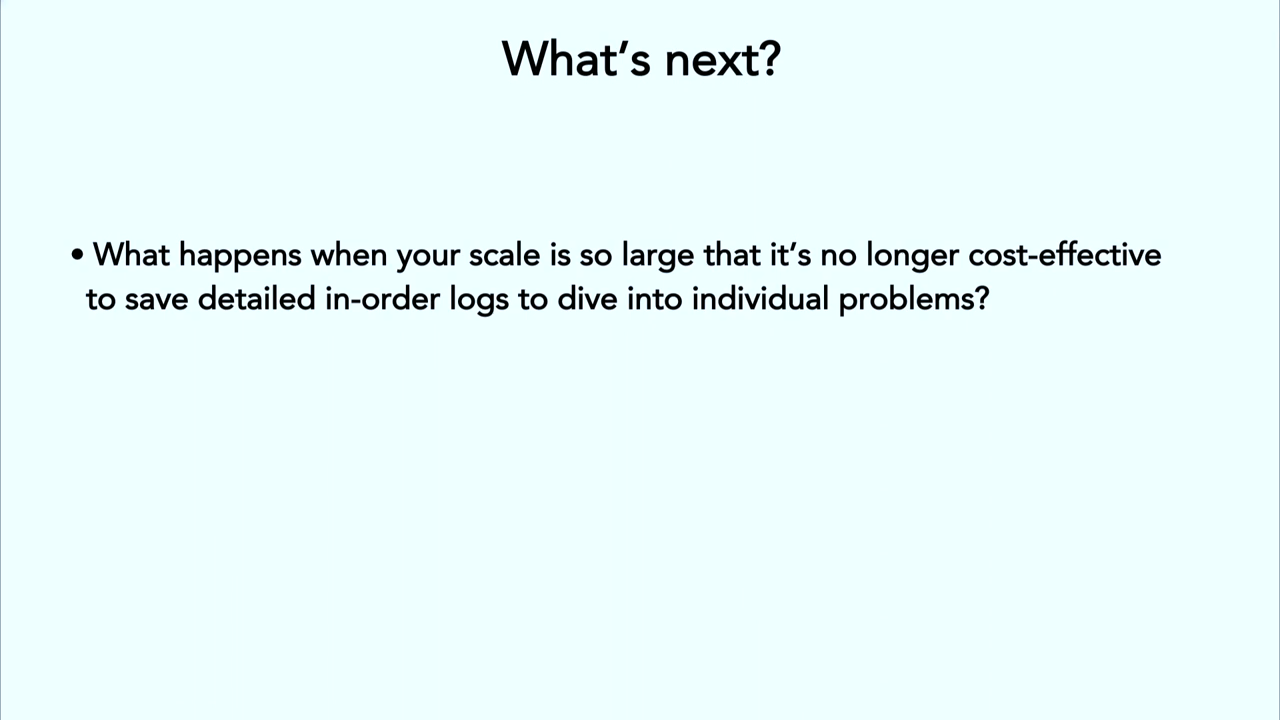 What’s next?
• What happens when your scale is so large that it’s no longer cost-effective
to save detailed in-order logs to dive into individual problems?